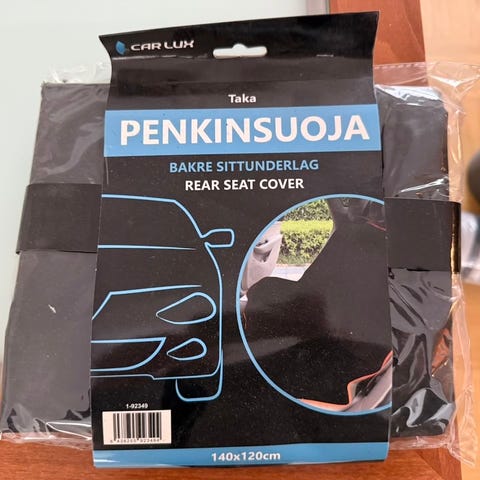 CAR LUX
Taka
PENKINSUOJA
BAKRE SITTUNDERLAG
REAR SEAT COVER
1-92349
140x120cm